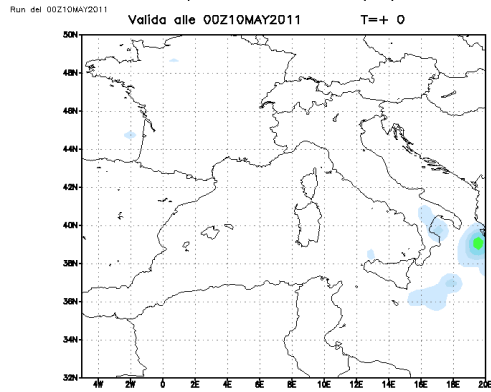 Run del 00Z10MAY2011
Valida alle 00Z10MAY2011 T=+ 0
50N
48N
46N
44N
42N
40N
38N
36N
34N
32N
4W 2W 0 2E 4E 6E 8E 10E 12E 14E 16E 18E 20E